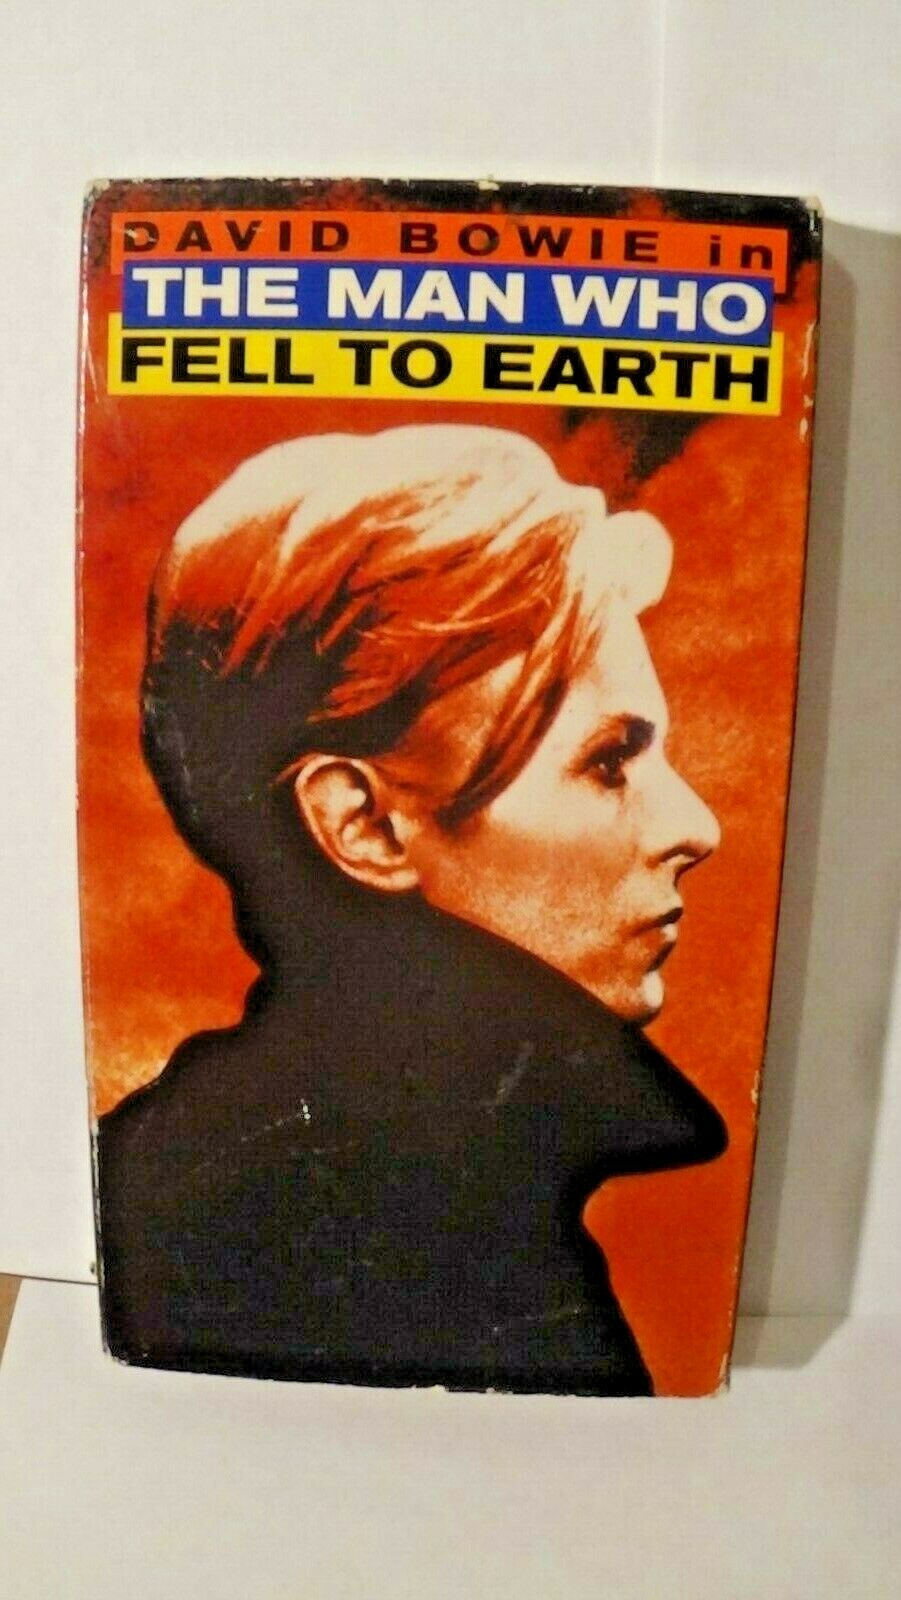 DAVID BOWIE in
THE MAN WHO
FELL TO EARTH